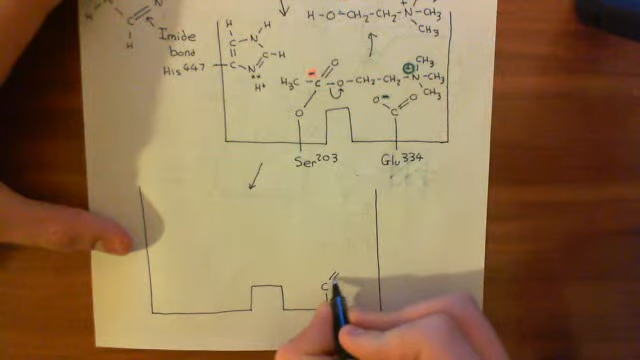 H-O-CH₂-CH₂-N-CH₃
CH₃
N
H
H
Imide
bond
His⁴⁴⁷
H
H
C
N
C
C-H
C
N
H⁺
H₃C-C-O-CH₂-CH₂-N-CH₃
O
CH₃
CH₃
O
C
O
O
Ser²⁰³
Glu³³⁴
C